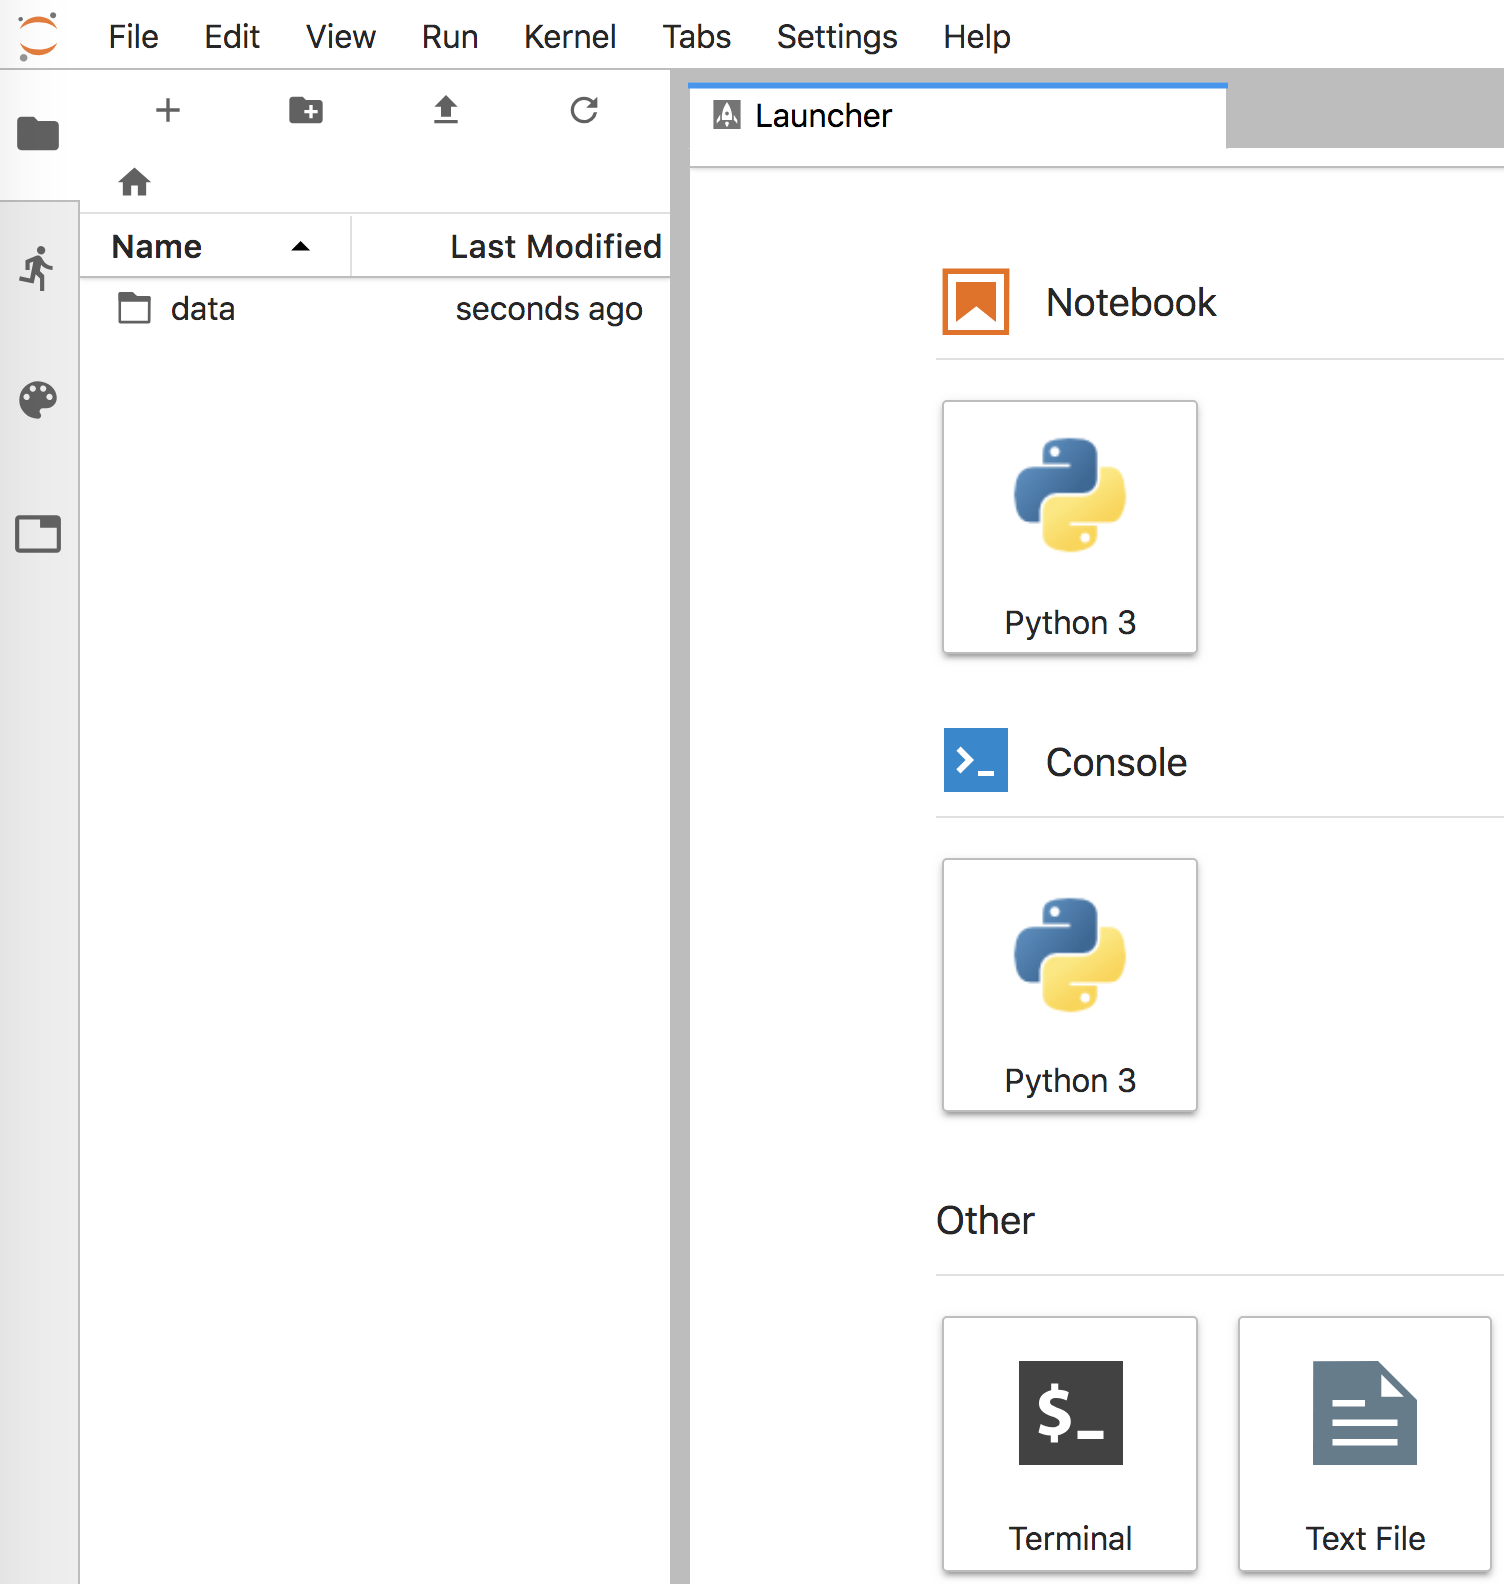 File Edit View Run Kernel Tabs Settings Help
Launcher
Name Last Modified
data seconds ago
Notebook
Python 3
Console
Python 3
Other
$_
Terminal Text File